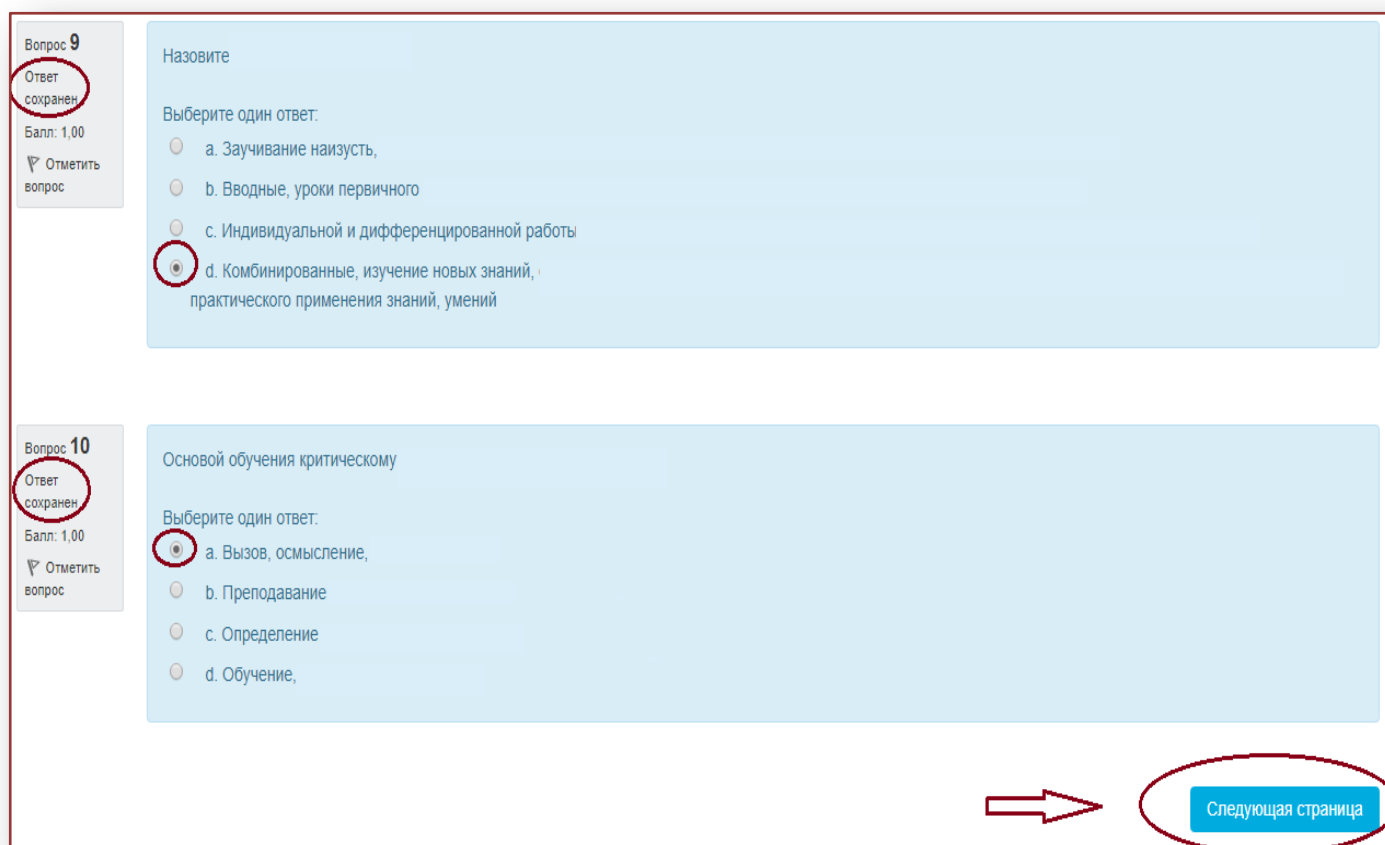 Вопрос 9
Ответ
сохранен
Балл: 1,00
Отметить
вопрос
Назовите
Выберите один ответ:
a. Заучивание наизусть,
b. Вводные, уроки первичного
c. Индивидуальной и дифференцированной работы
d. Комбинированные, изучение новых знаний,
практического применения знаний, умений
Вопрос 10
Ответ
сохранен
Балл: 1,00
Отметить
вопрос
Основой обучения критическому
Выберите один ответ:
a. Вызов, осмысление,
b. Преподавание
c. Определение
d. Обучение,
Следующая страница